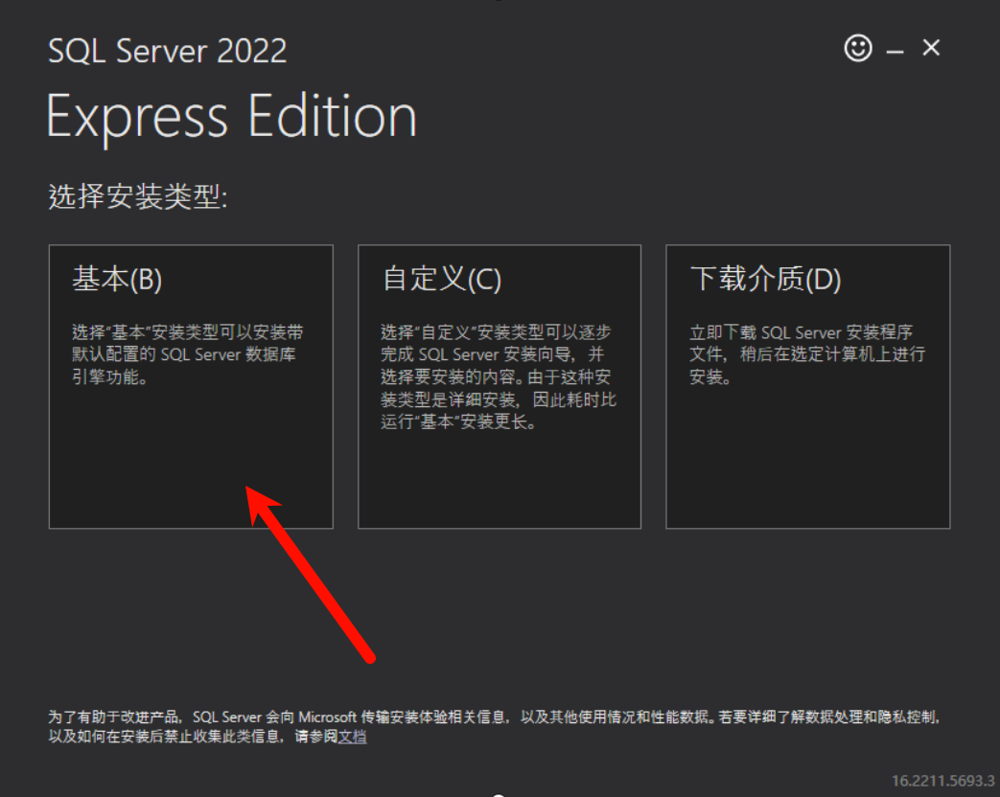 SQL Server 2022
Express Edition
选择安装类型:
基本(B)
选择“基本”安装类型可以安装带
默认配置的 SQL Server 数据库
引擎功能。
自定义(C)
选择“自定义”安装类型可以逐步
完成 SQL Server 安装向导，并
选择要安装的内容。由于这种安
装类型是详细安装，因此耗时比
运行“基本”安装更长。
下载介质(D)
立即下载 SQL Server 安装程序
文件，稍后在选定计算机上进行
安装。
为了有助于改进产品，SQL Server 会向 Microsoft 传输安装体验相关信息，以及其他使用情况和性能数据。若要详细了解数据处理和隐私控制，
以及如何在安装后禁止收集此类信息，请参阅文档
16.2211.5693.3